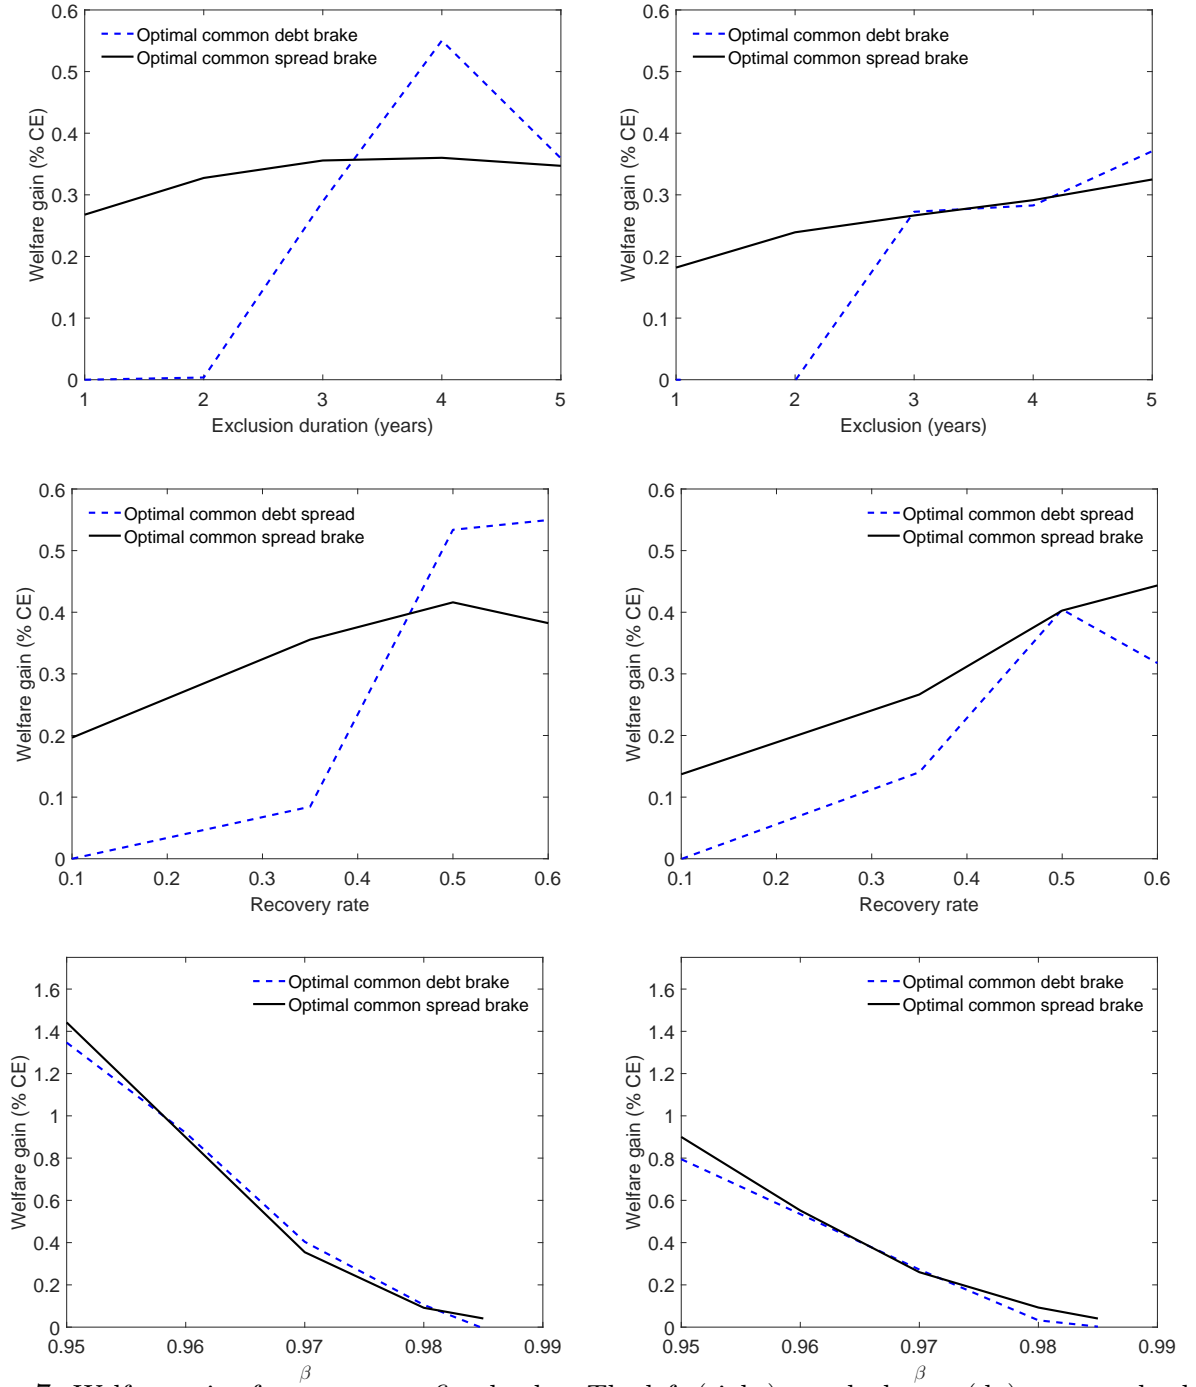 Optimal common debt brake
Optimal common spread brake
Welfare gain (% CE)
0.6
0.5
0.4
0.3
0.2
0.1
0
1 2 3 4 5
Exclusion duration (years)
Optimal common debt brake
Optimal common spread brake
Welfare gain (% CE)
0.6
0.5
0.4
0.3
0.2
0.1
0
1 2 3 4 5
Exclusion (years)
Optimal common debt spread
Optimal common spread brake
Welfare gain (% CE)
0.6
0.5
0.4
0.3
0.2
0.1
0
0.1 0.2 0.3 0.4 0.5 0.6
Recovery rate
Optimal common debt spread
Optimal common spread brake
Welfare gain (% CE)
0.6
0.5
0.4
0.3
0.2
0.1
0
0.1 0.2 0.3 0.4 0.5 0.6
Recovery rate
Optimal common debt brake
Optimal common spread brake
Welfare gain (% CE)
1.6
1.4
1.2
1
0.8
0.6
0.4
0.2
0
0.95 0.96 0.97 0.98 0.99
β
Optimal common debt brake
Optimal common spread brake
Welfare gain (% CE)
1.6
1.4
1.2
1
0.8
0.6
0.4
0.2
0
0.95 0.96 0.97 0.98 0.99
β